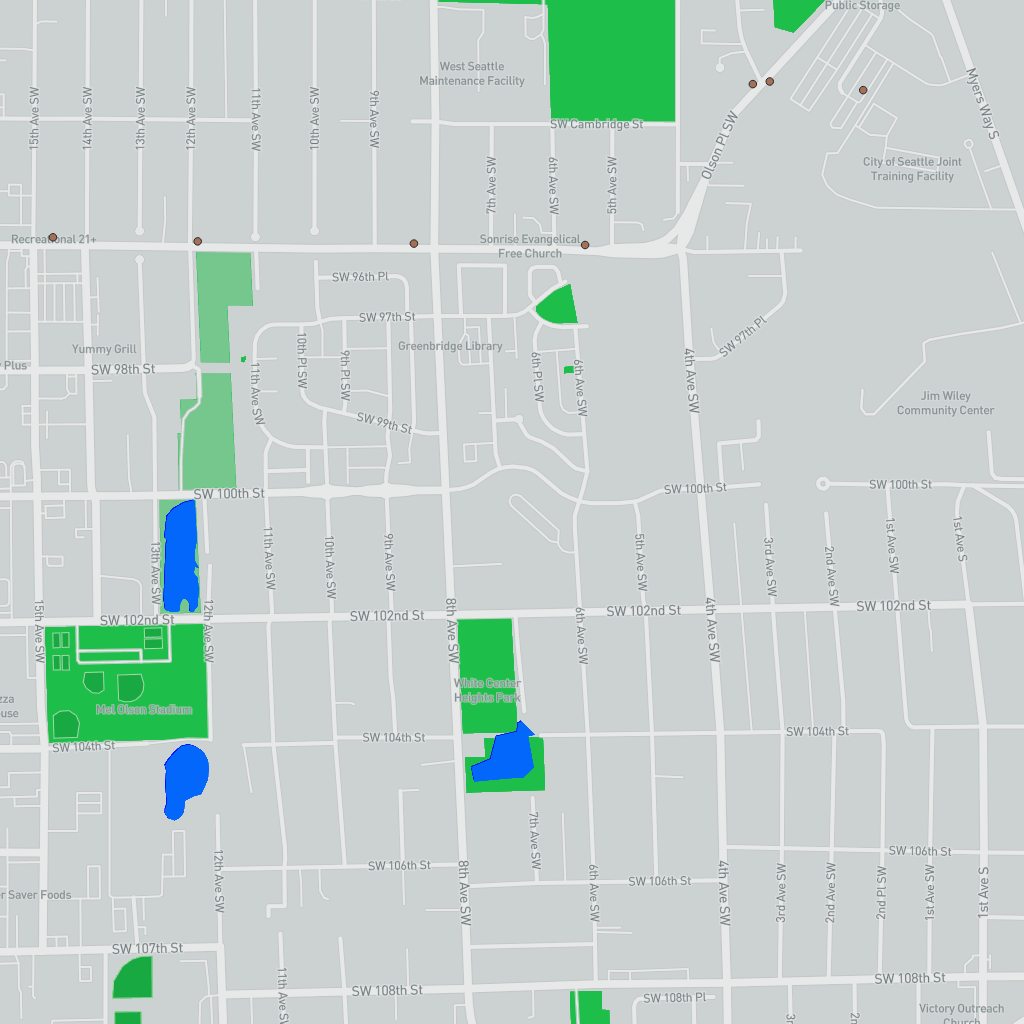 Public Storage
West Seattle
Maintenance Facility
Myers Way S
15th Ave SW
14th Ave SW
13th Ave SW
12th Ave SW
11th Ave SW
10th Ave SW
9th Ave SW
SW Cambridge St
Olson Pl SW
City of Seattle Joint
Training Facility
7th Ave SW
6th Ave SW
5th Ave SW
Recreational 21+
Sonrise Evangelical
Free Church
SW 96th Pl
SW 97th St
SW 97th Pl
Yummy Grill
Greenbridge Library
10th Pl SW
9th Pl SW
6th Pl SW
6th Ave SW
4th Ave SW
Plus
SW 98th St
11th Ave SW
SW 99th St
Jim Wiley
Community Center
SW 100th St
SW 100th St
SW 100th St
13th Ave SW
11th Ave SW
10th Ave SW
9th Ave SW
5th Ave SW
3rd Ave SW
2nd Ave SW
1st Ave SW
1st Ave S
15th Ave SW
12th Ave SW
8th Ave SW
6th Ave SW
4th Ave SW
SW 102nd St
SW 102nd St
SW 102nd St
SW 102nd St
White Center
Heights Park
Mel Olson Stadium
SW 104th St
SW 104th St
SW 104th St
12th Ave SW
8th Ave SW
7th Ave SW
6th Ave SW
4th Ave SW
3rd Ave SW
2nd Ave SW
2nd Pl SW
1st Ave SW
1st Ave S
SW 106th St
SW 106th St
SW 106th St
Saver Foods
SW 107th St
11th Ave SW
SW 108th St
SW 108th St
SW 108th Pl
Victory Outreach
Church